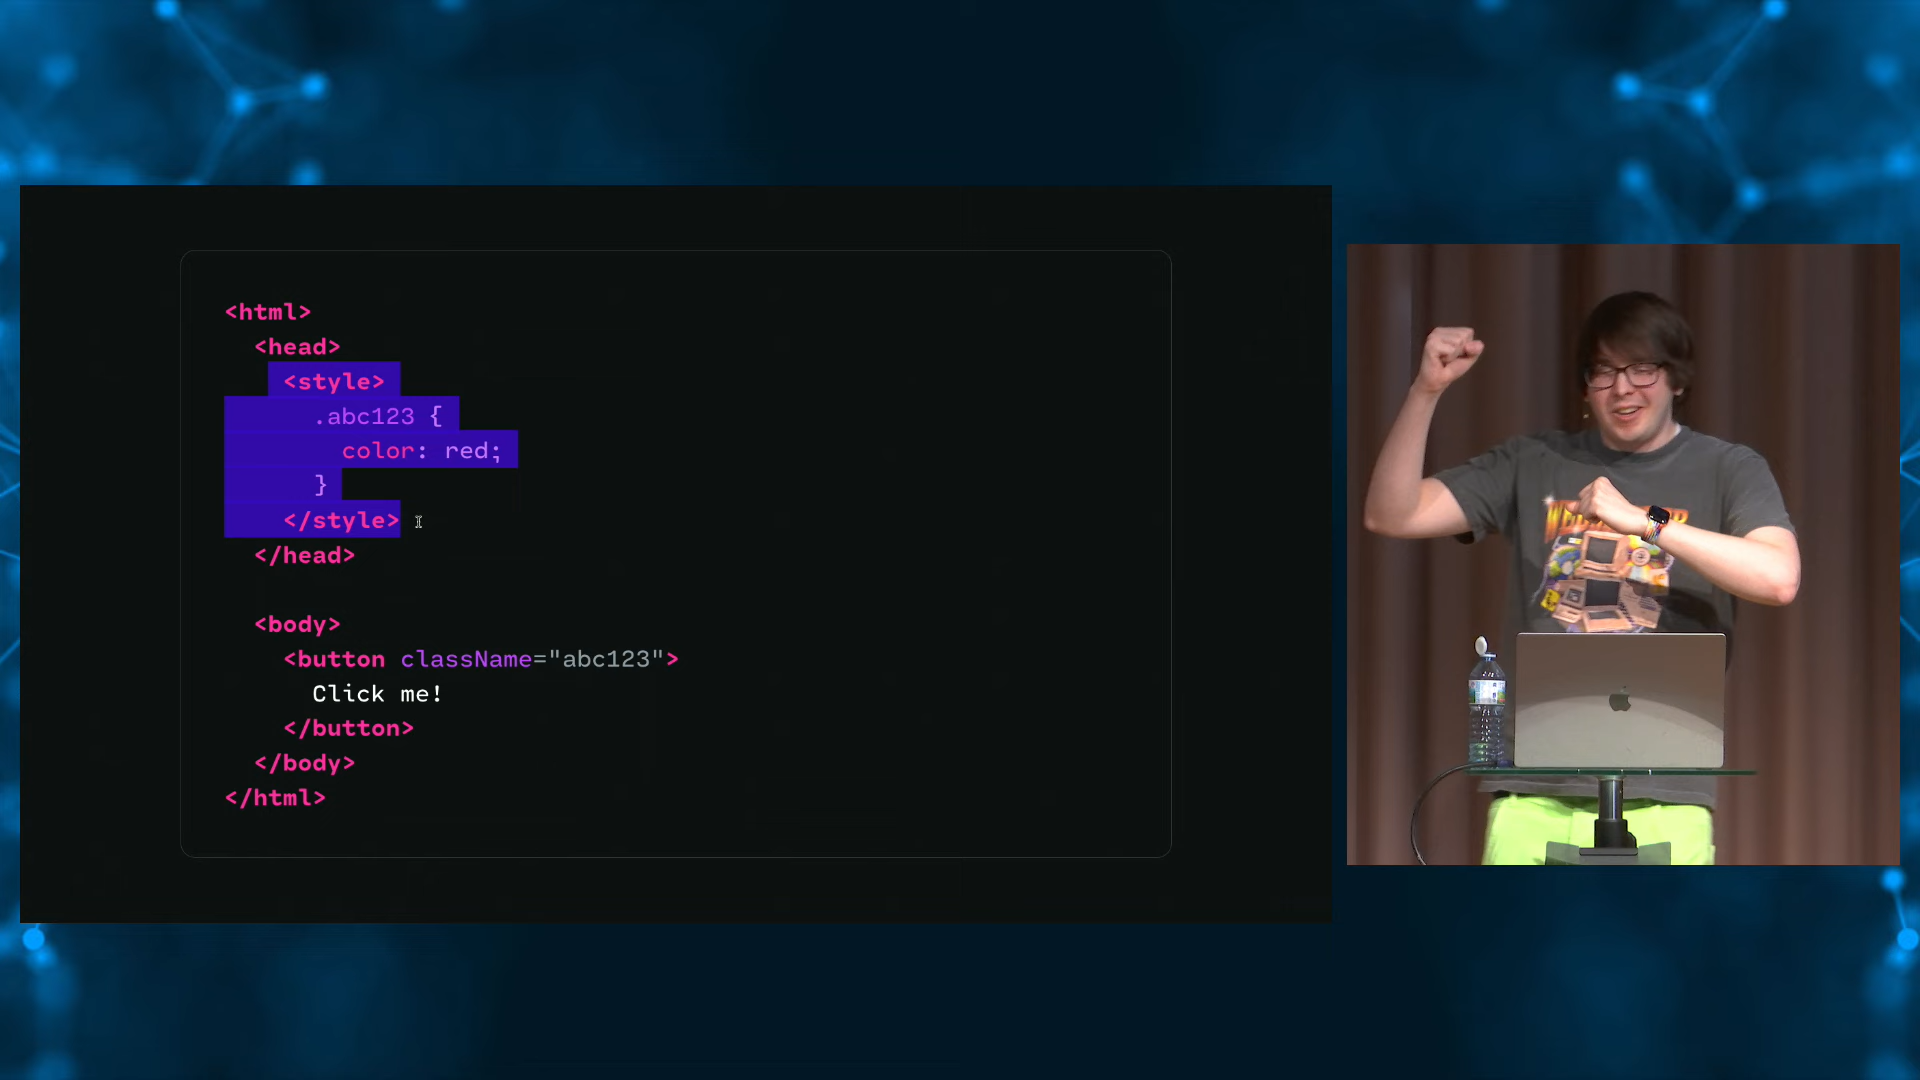 <html>
<head>
<style>
.abc123 {
color: red;
}
</style>
</head>
<body>
<button className="abc123">
Click me!
</button>
</body>
</html>